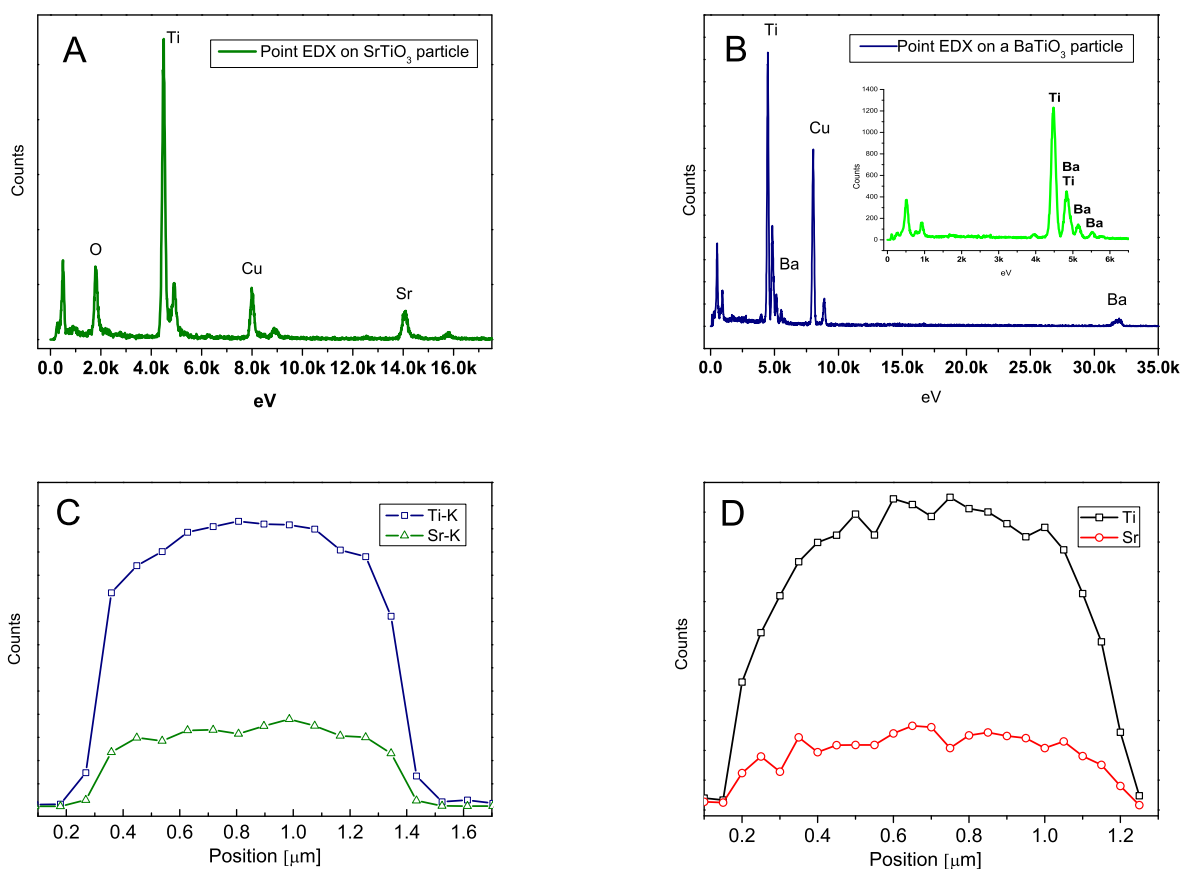 A
Ti
Point EDX on SrTiO₃ particle
O
Cu
Sr
Counts
0.0 2.0k 4.0k 6.0k 8.0k 10.0k 12.0k 14.0k 16.0k
eV
B
Ti
Point EDX on a BaTiO₃ particle
Cu
Ba
Ba
Counts
0.0 5.0k 10.0k 15.0k 20.0k 25.0k 30.0k 35.0k
eV
1400
1200
1000
800
600
400
200
0
Counts
Ti
Ba
Ti
Ba
Ba
0 1k 2k 3k 4k 5k 6k
eV
C
Ti-K
Sr-K
Counts
0.2 0.4 0.6 0.8 1.0 1.2 1.4 1.6
Position [μm]
D
Ti
Sr
Counts
0.2 0.4 0.6 0.8 1.0 1.2
Position [μm]